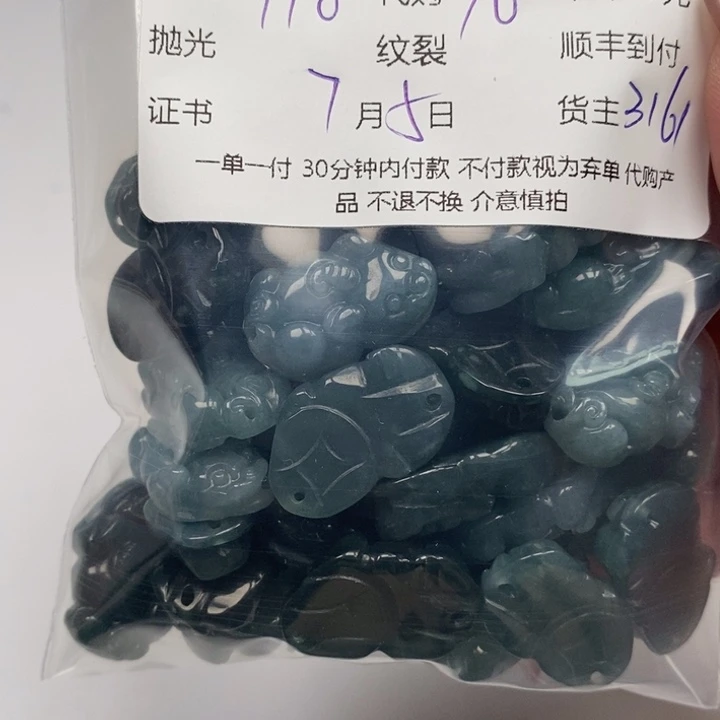 抛光 纹裂 顺丰到付
证书 7月5日 货主3161
一单一付 30分钟内付款 不付款视为弃单代购产
品 不退不换 介意慎拍